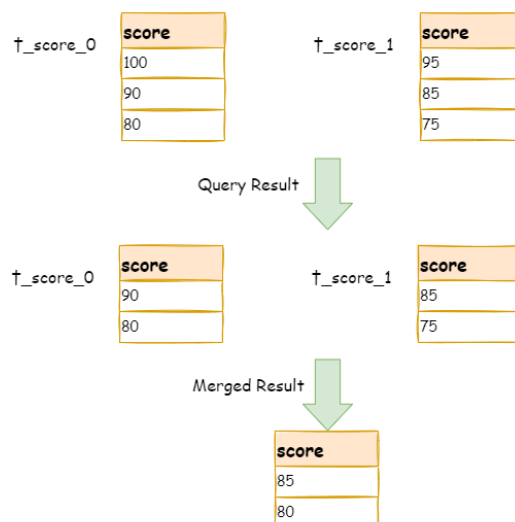 t_score_0
score
100
90
80
t_score_1
score
95
85
75
Query Result
t_score_0
score
90
80
t_score_1
score
85
75
Merged Result
score
85
80